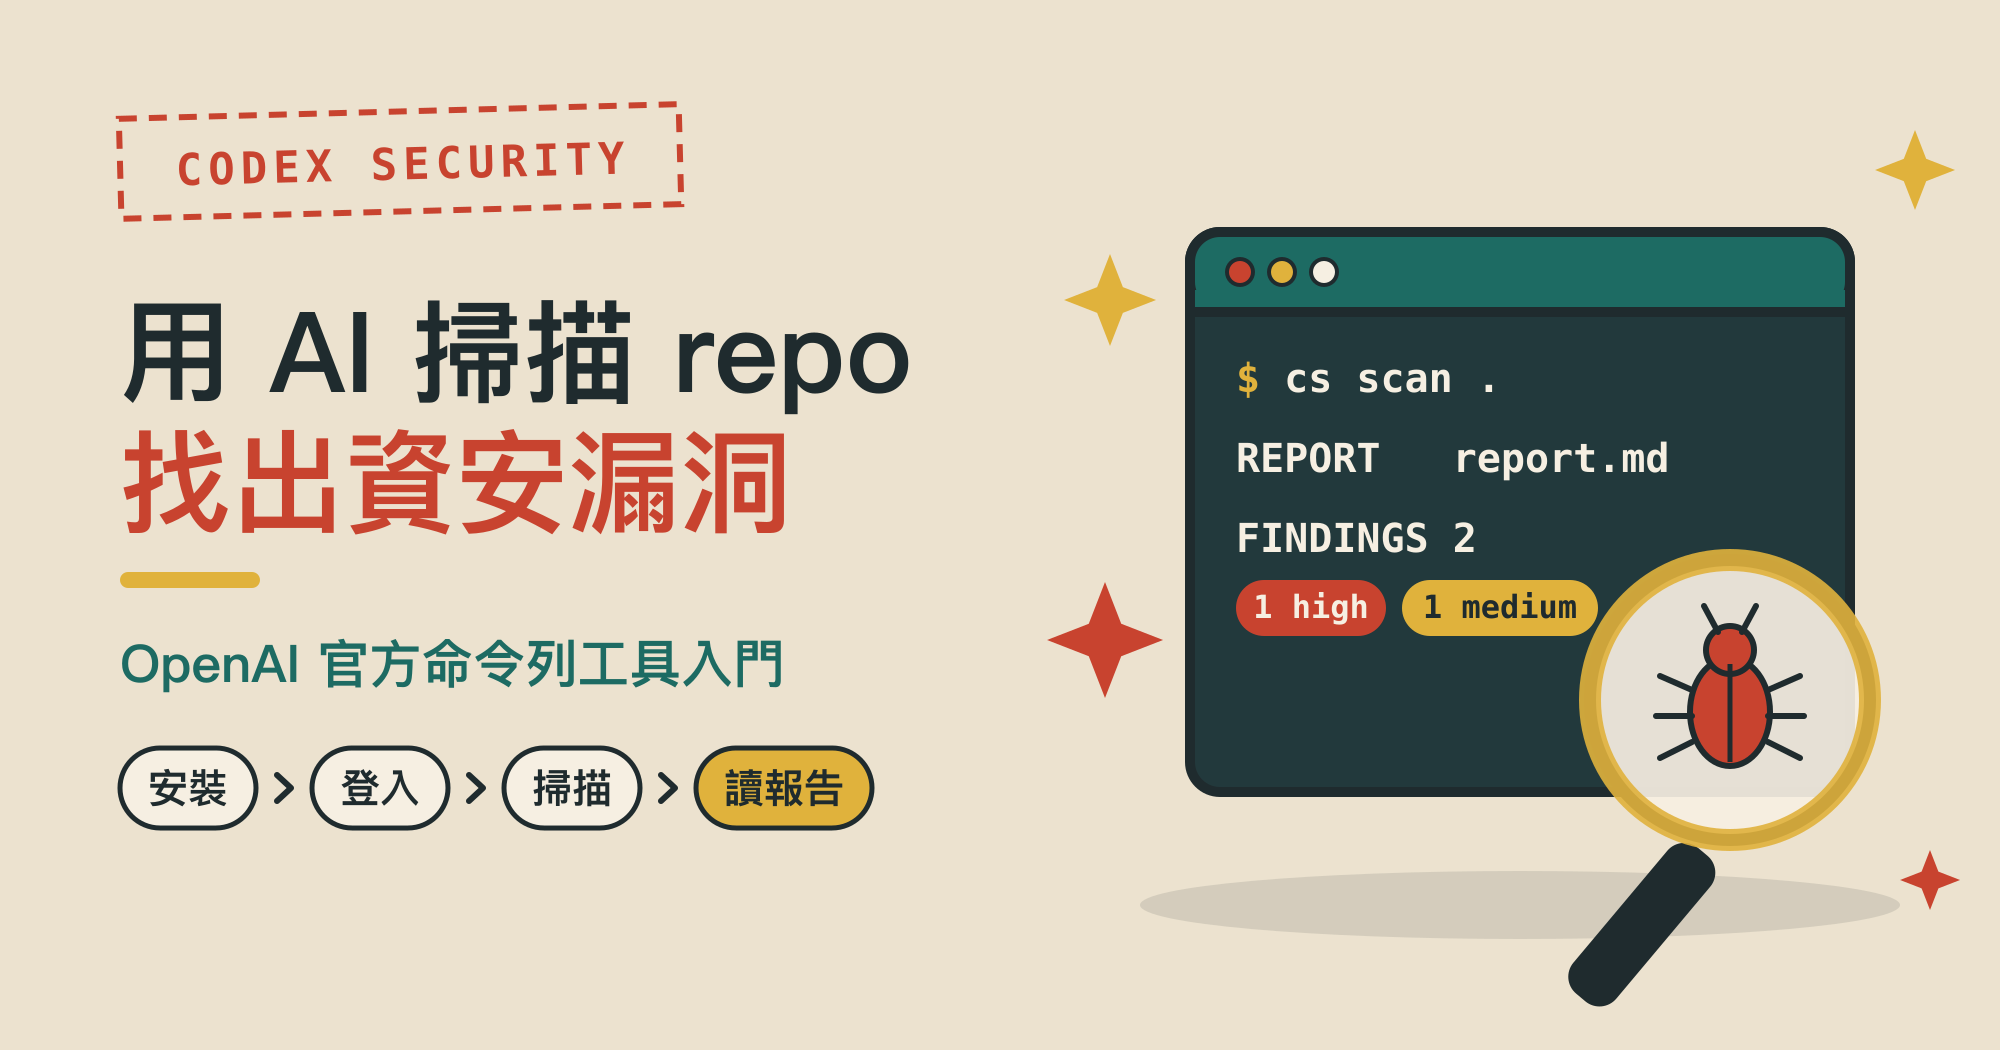 CODEX SECURITY
用 AI 掃描 repo
找出資安漏洞
OpenAI 官方命令列工具入門
安裝 > 登入 > 掃描 > 讀報告
$ cs scan .
REPORT report.md
FINDINGS 2
1 high 1 medium